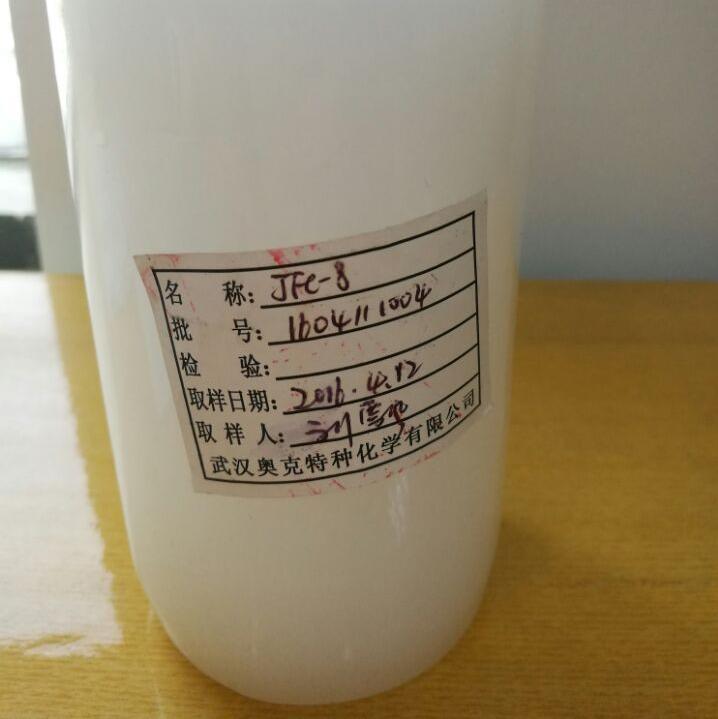 名 称: JFC-8
批 号: 1604111004
检 验:
取样日期: 2016.4.12
取 样 人:
武汉奥克特种化学有限公司